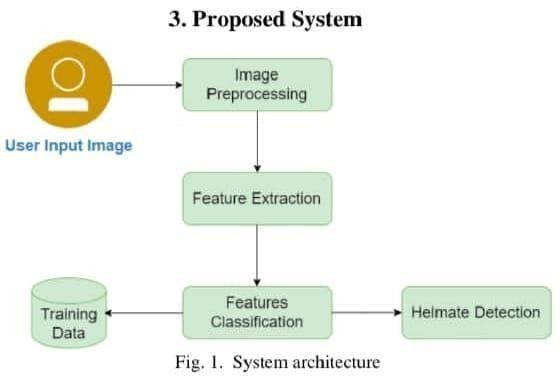 3. Proposed System
Image
Preprocessing
User Input Image
Feature Extraction
Training
Data
Features
Classification
Helmate Detection
Fig. 1. System architecture